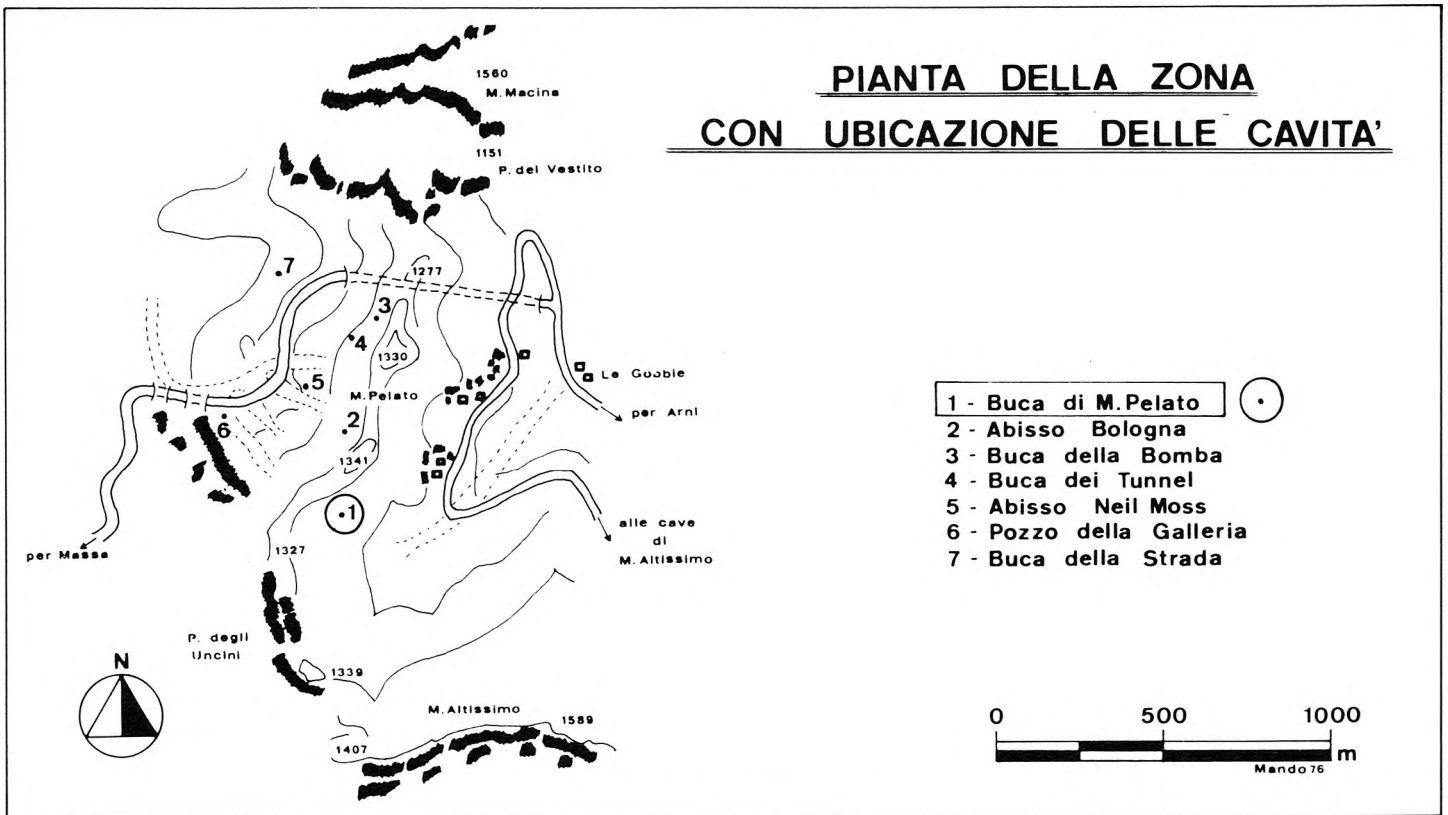 PIANTA DELLA ZONA
CON UBICAZIONE DELLE CAVITA'
1560
M. Macina
1151
P. del Vestito
7
1277
3
4
1330
5
M. Pelato
Le Gobbie
per Arni
6
2
1341
1
per Massa
1327
alle cave
di
M. Altissimo
P. degli
Uncini
1339
N
M. Altissimo
1589
1407
1 - Buca di M. Pelato
2 - Abisso Bologna
3 - Buca della Bomba
4 - Buca dei Tunnel
5 - Abisso Neil Moss
6 - Pozzo della Galleria
7 - Buca della Strada
0 500 1000
m
Mando 76